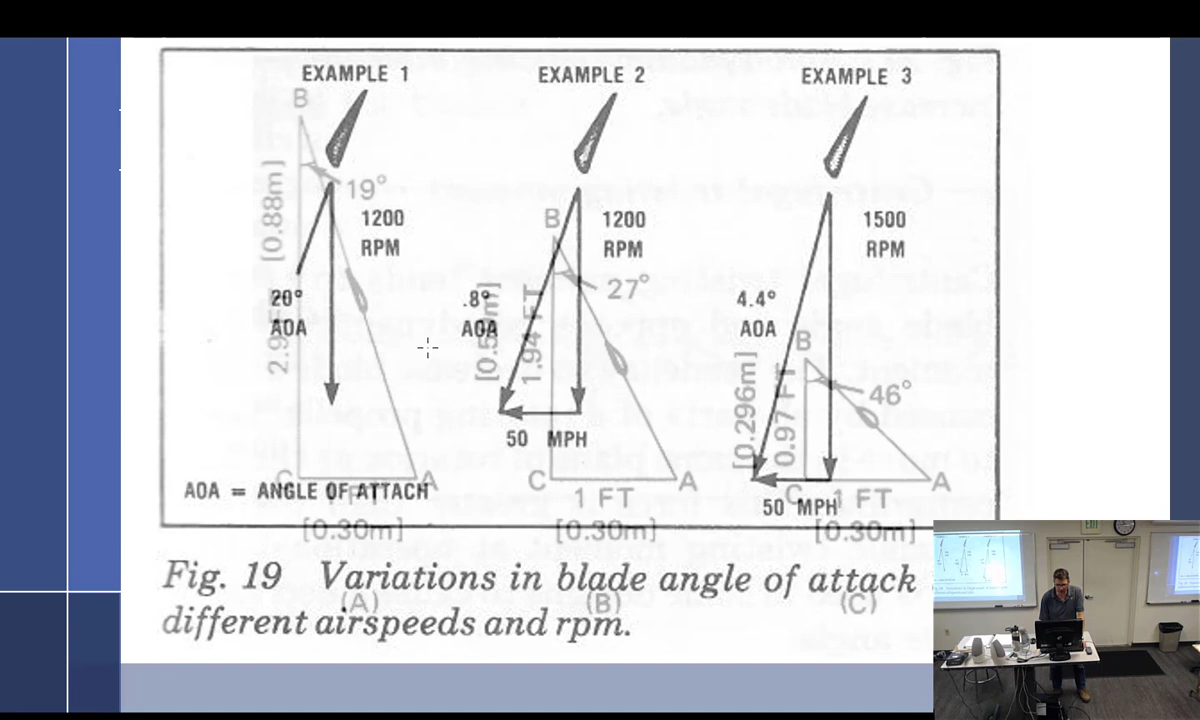 EXAMPLE 1
EXAMPLE 2
EXAMPLE 3
B
19°
1200
RPM
[0.88m]
20°
AOA
C
A
AOA = ANGLE OF ATTACH
[0.30m]
(A)
B
1200
RPM
27°
.8°
AOA
1.94 FT
50 MPH
C
1 FT
A
[0.30m]
(B)
1500
RPM
4.4°
AOA
B
46°
[0.296m]
0.97 FT
C
1 FT
A
50 MPH
[0.30m]
(C)
Fig. 19 Variations in blade angle of attack
different airspeeds and rpm.
EXIT